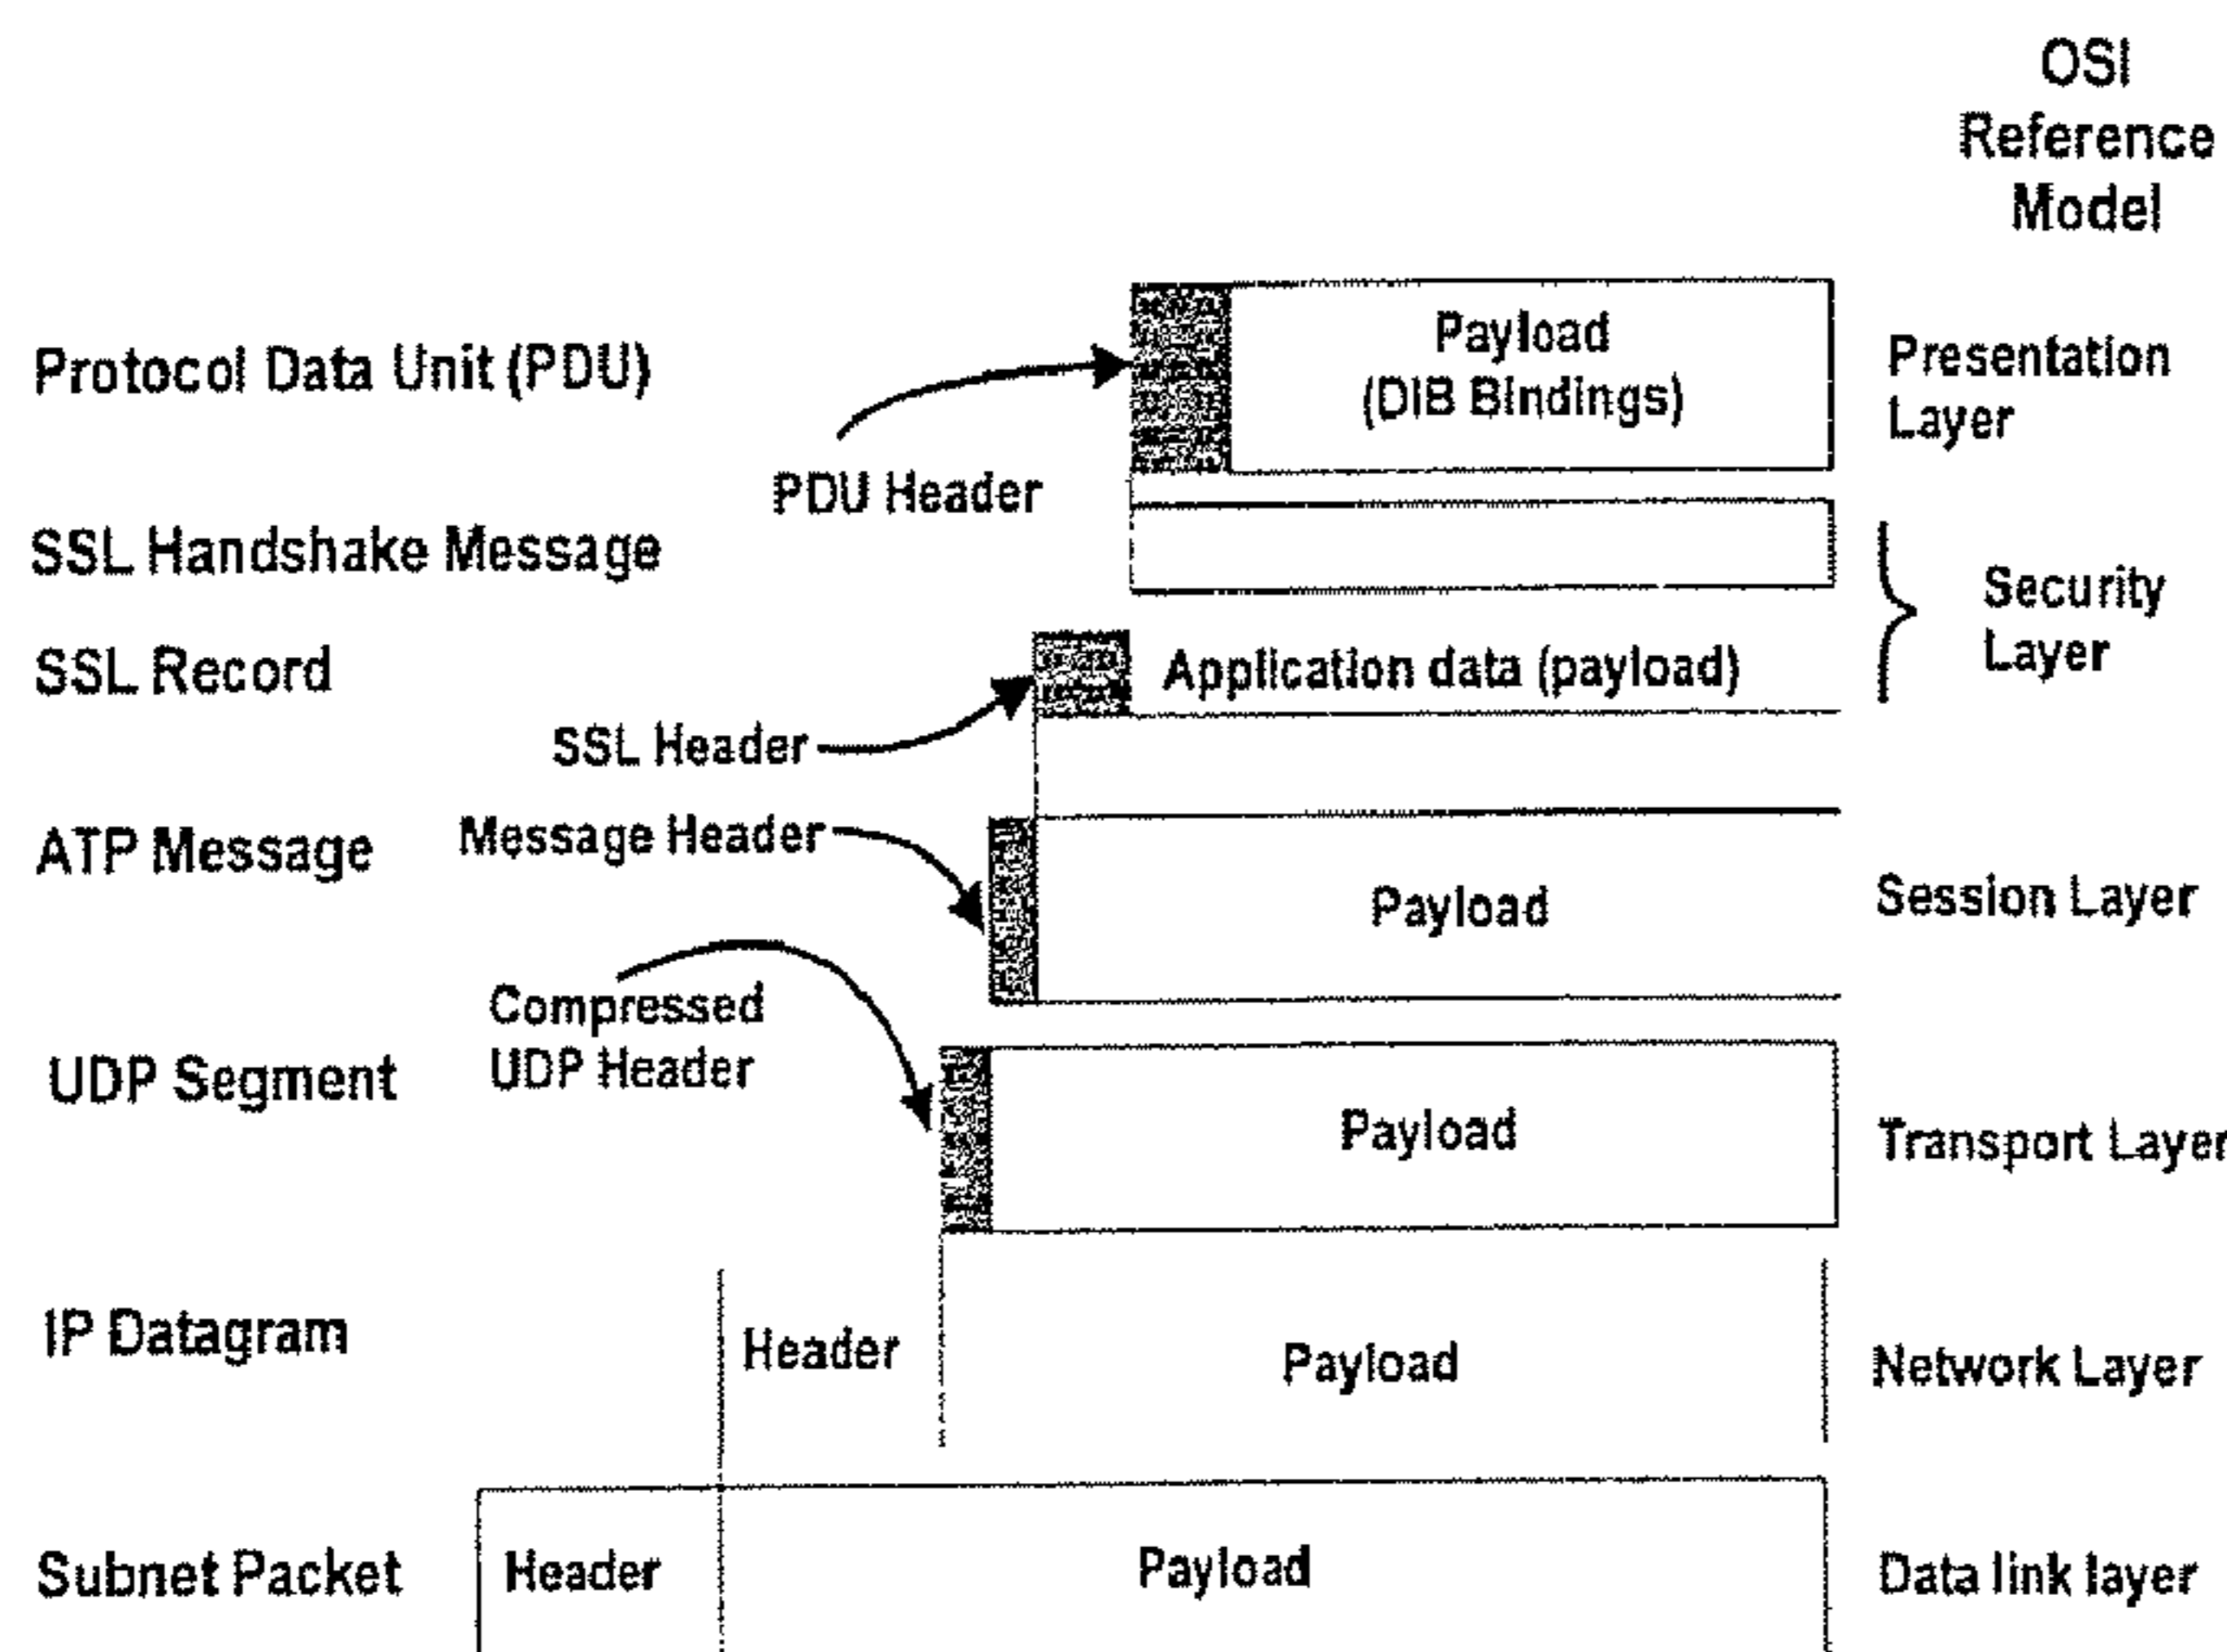 OSI
Reference
Model
Protocol Data Unit (PDU)
PDU Header
Payload
(DIB Bindings)
Presentation
Layer
SSL Handshake Message
Security
Layer
SSL Record
SSL Header
Application data (payload)
ATP Message
Message Header
Payload
Session Layer
UDP Segment
Compressed
UDP Header
Payload
Transport Layer
IP Datagram
Header
Payload
Network Layer
Subnet Packet
Header
Payload
Data link layer